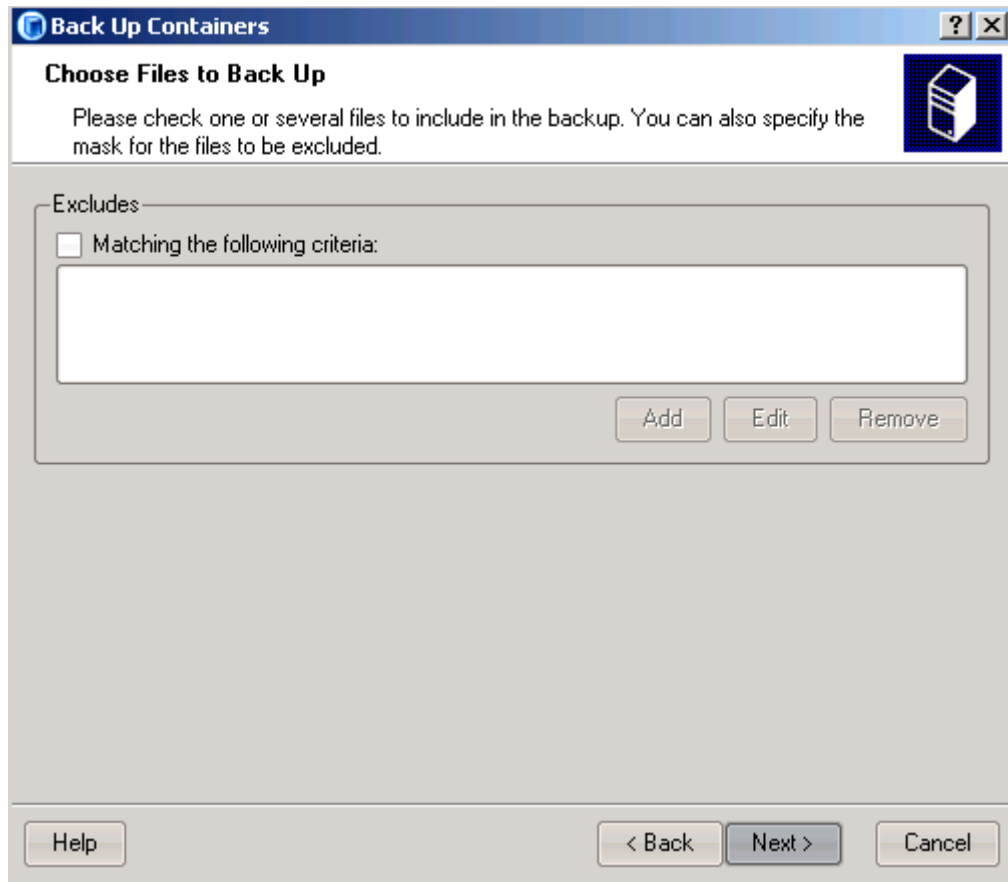 Back Up Containers
Choose Files to Back Up
Please check one or several files to include in the backup. You can also specify the
mask for the files to be excluded.
Excludes
Matching the following criteria:
Add Edit Remove
Help < Back Next > Cancel